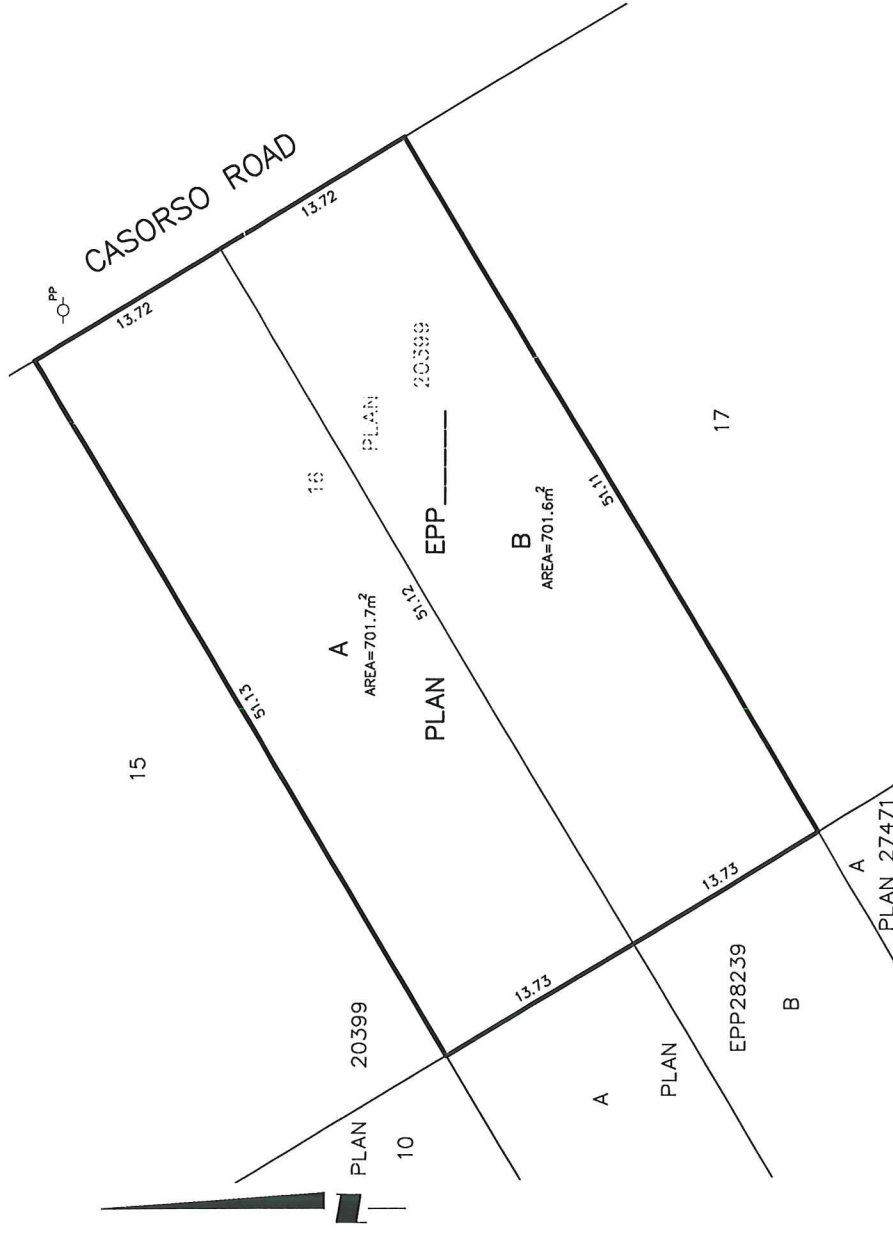 PP
CASORSO ROAD
13.72
13.72
15
51.13
16
PLAN
20399
A
AREA=701.7m²
51.12
PLAN EPP________
B
AREA=701.6m²
51.11
17
PLAN 20399
10
13.73
13.73
A
PLAN
EPP28239
B
A
PLAN 27471
N